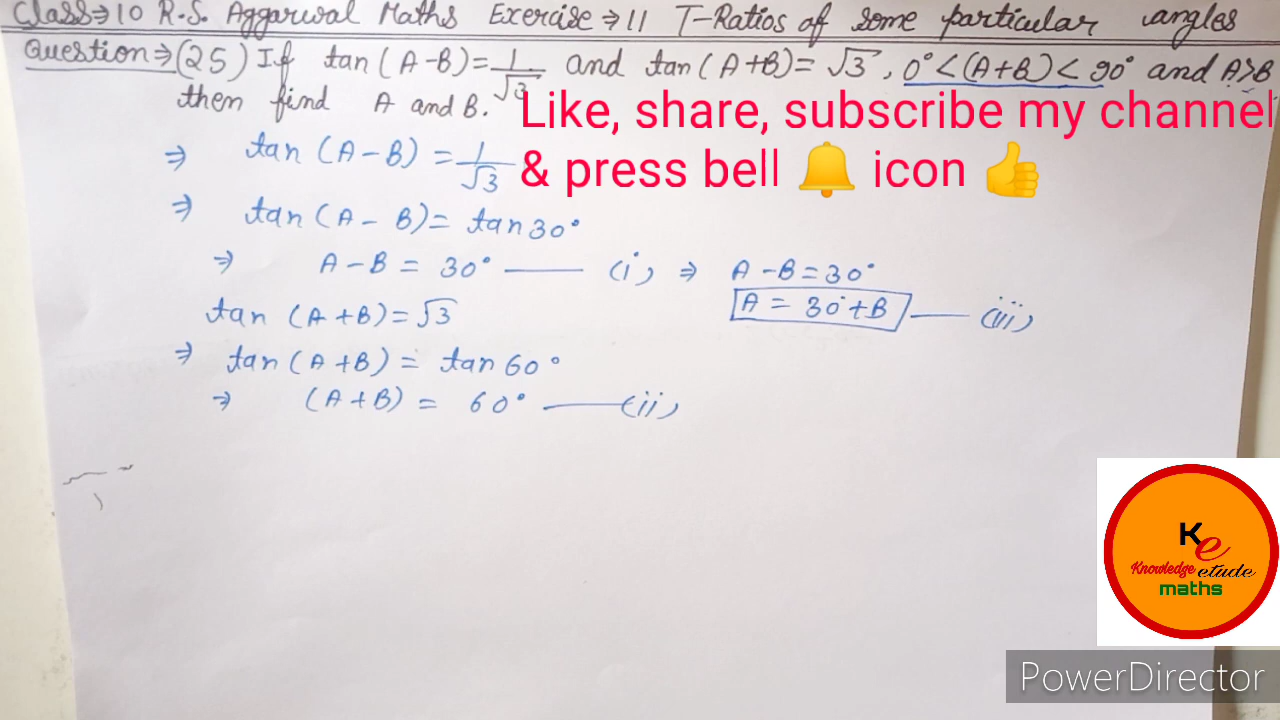 Class⇒10 R.S. Aggarwal Maths Exercise⇒11 T-Ratios of some particular angles
Question⇒(25) If tan(A-B)=1/√3 and tan(A+B)=√3, 0°<(A+B)<90° and A>B
then find A and B.
Like, share, subscribe my channel
& press bell 🔔 icon 👍
⇒ tan (A-B) = 1/√3
⇒ tan (A-B) = tan30°
⇒ A-B = 30° —— (i) ⇒ A-B=30°
A = 30°+B —— (iii)
tan (A+B)=√3
⇒ tan (A+B) = tan60°
⇒ (A+B) = 60° ——(ii)
Ke
Knowledge etude
maths
PowerDirector